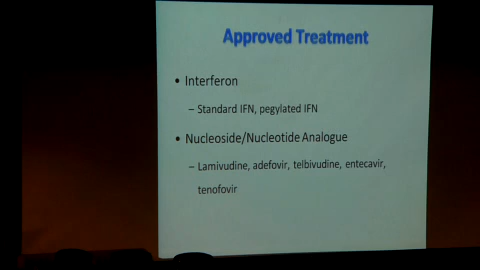 Approved Treatment
• Interferon
– Standard IFN, pegylated IFN
• Nucleoside/Nucleotide Analogue
– Lamivudine, adefovir, telbivudine, entecavir,
tenofovir